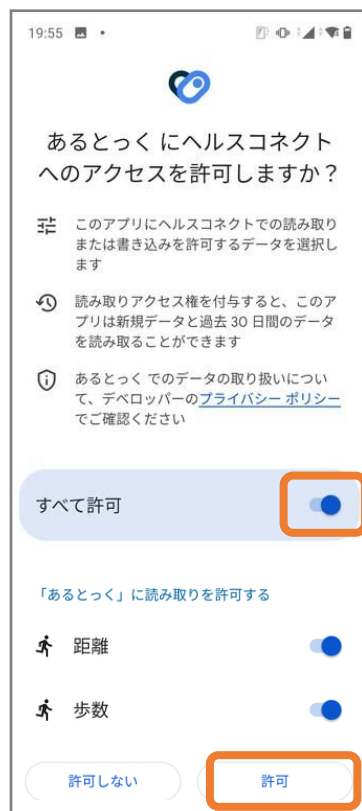 19:55
あるとっく にヘルスコネクト
へのアクセスを許可しますか？
このアプリにヘルスコネクトでの読み取り
または書き込みを許可するデータを選択し
ます
読み取りアクセス権を付与すると、このア
プリは新規データと過去 30 日間のデータ
を読み取ることができます
あるとっく でのデータの取り扱いについ
て、デベロッパーのプライバシー ポリシー
でご確認ください
すべて許可
「あるとっく」に読み取りを許可する
距離
歩数
許可しない
許可